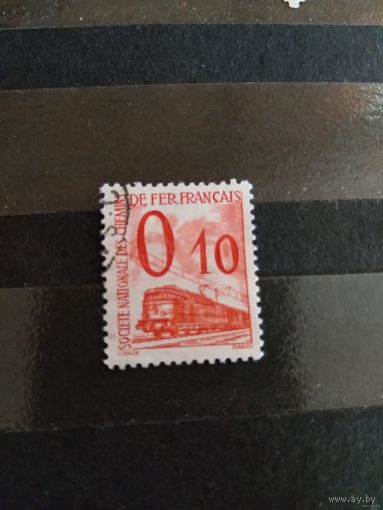 SOCIETE NATIONALE DES CHEMINS
DE FER FRANÇAIS
0 10
www.ay.by